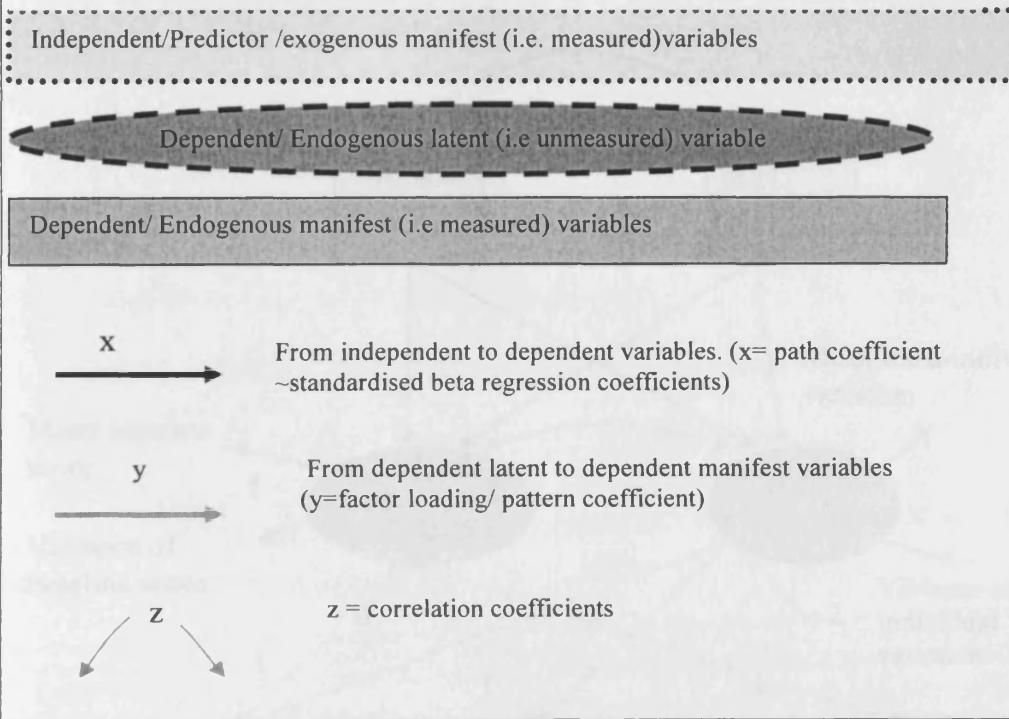 Independent/Predictor /exogenous manifest (i.e. measured)variables
Dependent/ Endogenous latent (i.e unmeasured) variable
Dependent/ Endogenous manifest (i.e measured) variables
x
From independent to dependent variables. (x= path coefficient
~standardised beta regression coefficients)
y
From dependent latent to dependent manifest variables
(y=factor loading/ pattern coefficient)
z
z = correlation coefficients